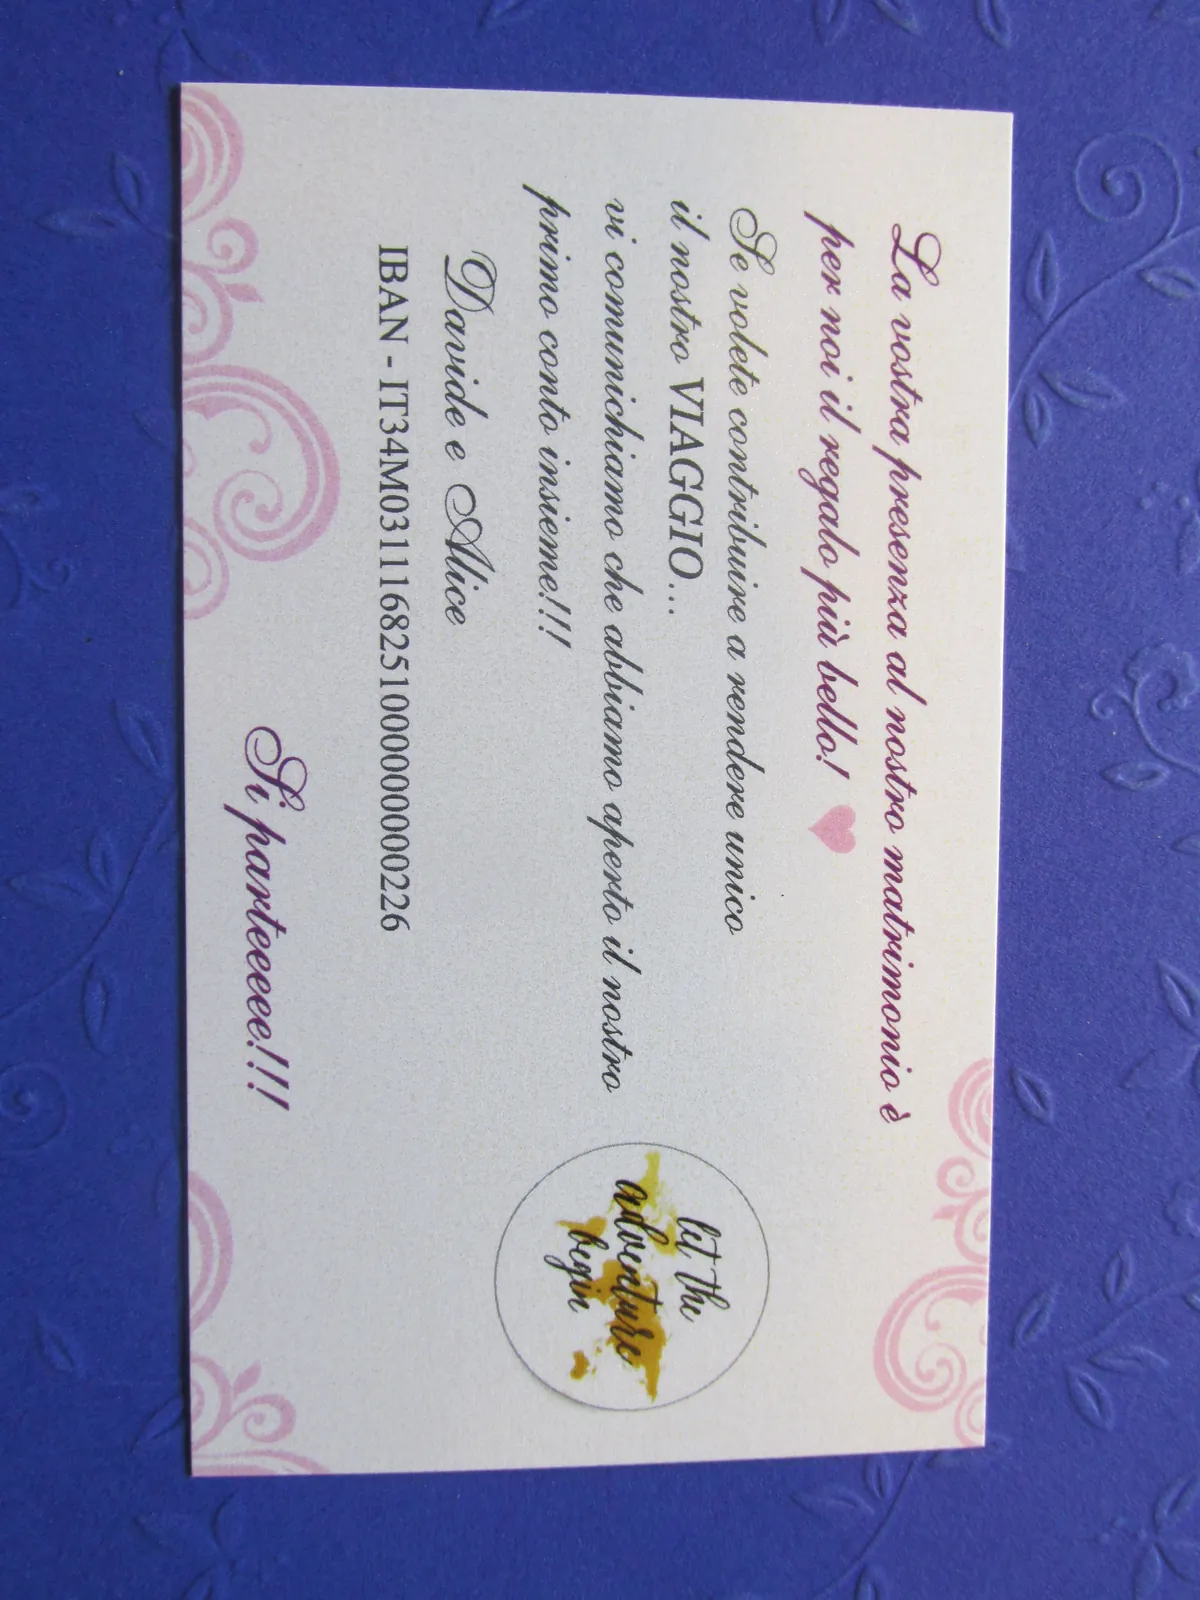 La vostra presenza al nostro matrimonio è
per noi il regalo più bello!
Se volete contribuire a rendere unico
il nostro VIAGGIO...
vi comunichiamo che abbiamo aperto il nostro
primo conto insieme!!!
Davide e Alice
IBAN - IT34M0311168251000000000226
Si parteeee!!!
let the
adventure
begin